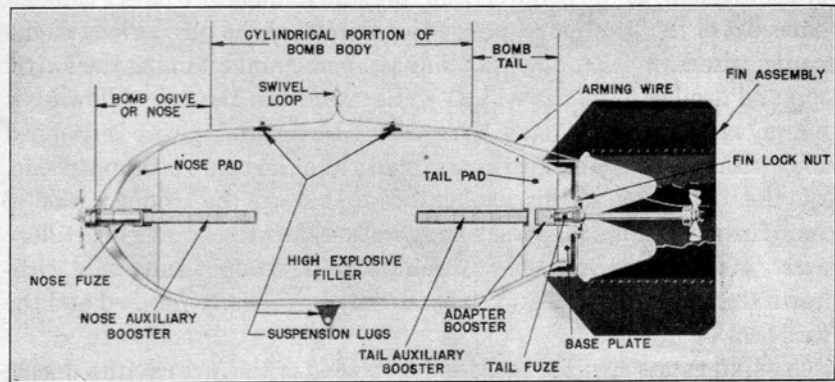 CYLINDRICAL PORTION OF
BOMB BODY
BOMB
TAIL
FIN ASSEMBLY
BOMB OGIVE
OR NOSE
SWIVEL
LOOP
ARMING WIRE
FIN LOCK NUT
NOSE PAD
TAIL PAD
NOSE FUZE
HIGH EXPLOSIVE
FILLER
NOSE AUXILIARY
BOOSTER
SUSPENSION LUGS
TAIL AUXILIARY
BOOSTER
ADAPTER
BOOSTER
TAIL FUZE
BASE PLATE